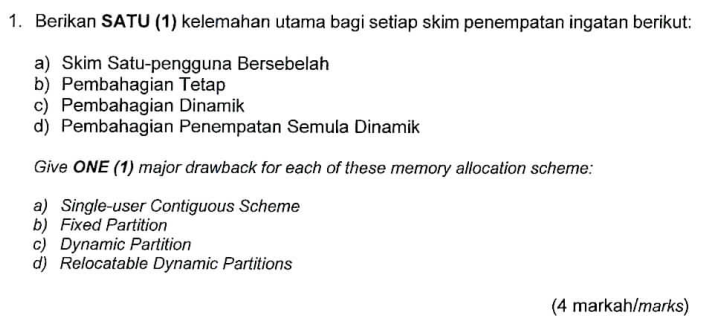 1. Berikan SATU (1) kelemahan utama bagi setiap skim penempatan ingatan berikut:
a) Skim Satu-pengguna Bersebelah
b) Pembahagian Tetap
c) Pembahagian Dinamik
d) Pembahagian Penempatan Semula Dinamik
Give ONE (1) major drawback for each of these memory allocation scheme:
a) Single-user Contiguous Scheme
b) Fixed Partition
c) Dynamic Partition
d) Relocatable Dynamic Partitions
(4 markah/marks)